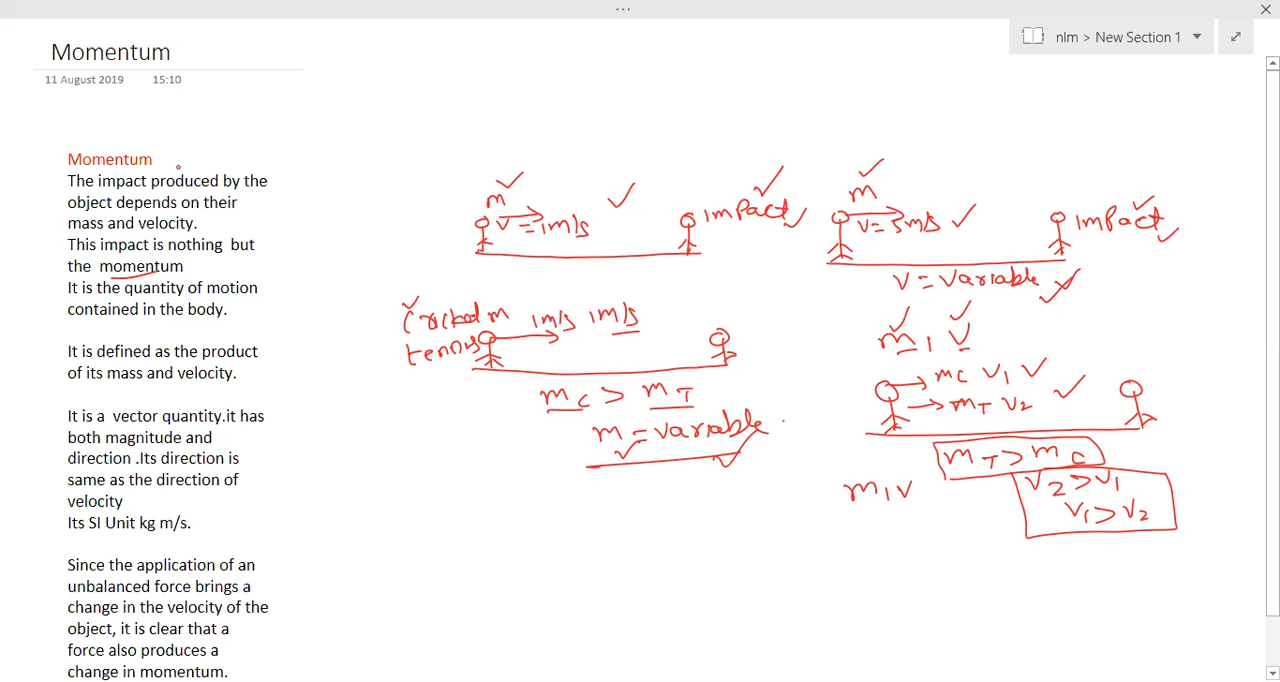 nlm > New Section 1
Momentum
11 August 2019 15:10
Momentum
The impact produced by the
object depends on their
mass and velocity.
This impact is nothing but
the momentum
It is the quantity of motion
contained in the body.
It is defined as the product
of its mass and velocity.
It is a vector quantity.it has
both magnitude and
direction .Its direction is
same as the direction of
velocity
Its SI Unit kg m/s.
Since the application of an
unbalanced force brings a
change in the velocity of the
object, it is clear that a
force also produces a
change in momentum.
m
v = 1m/s
impact
m
v = 5m/s
impact
v = variable
m 1m/s 1m/s
tennis
mC > mT
m = variable
m, v
mC v1
mT v2
mT > mC
v2 > v1
v1 > v2
m, v